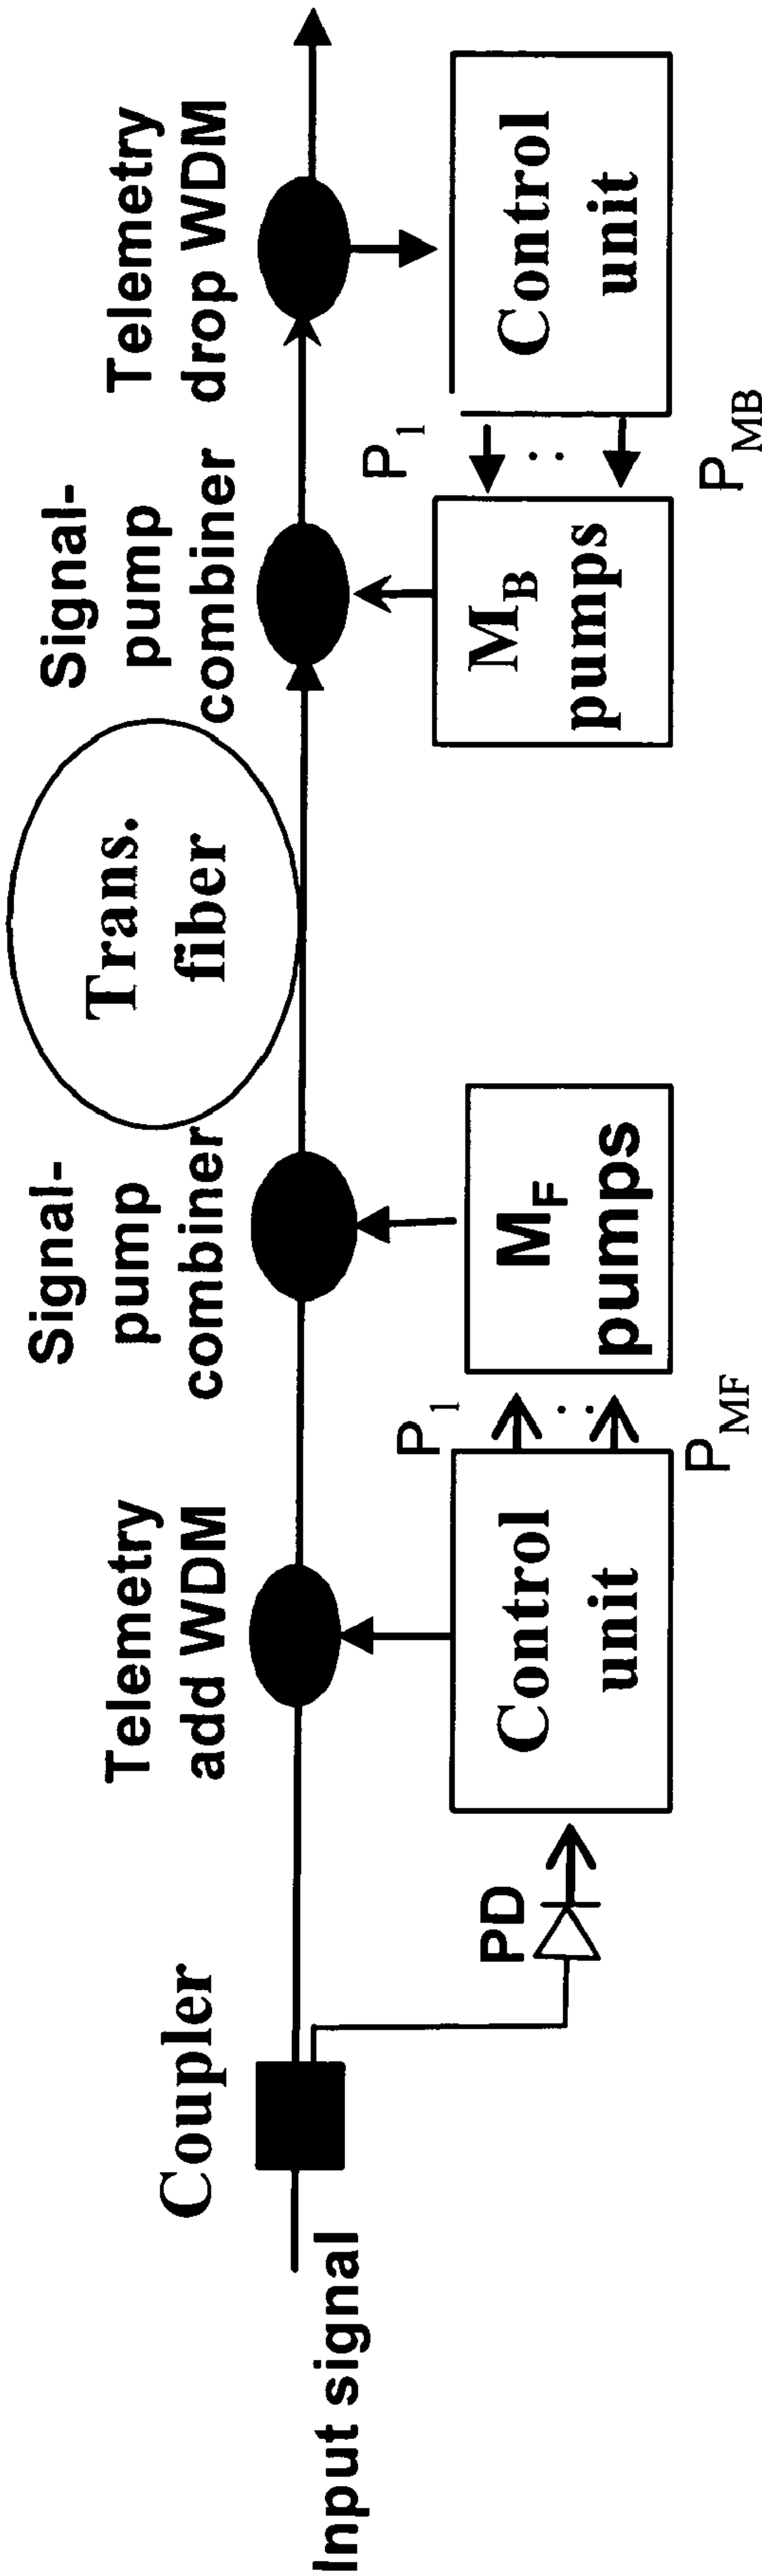 Input signal
Coupler
PD
Telemetry
add WDM
Control
unit
P1
:
PMF
Signal-
pump
combiner
MF
pumps
Trans.
fiber
Signal-
pump
combiner
MB
pumps
P1
:
PMB
Telemetry
drop WDM
Control
unit